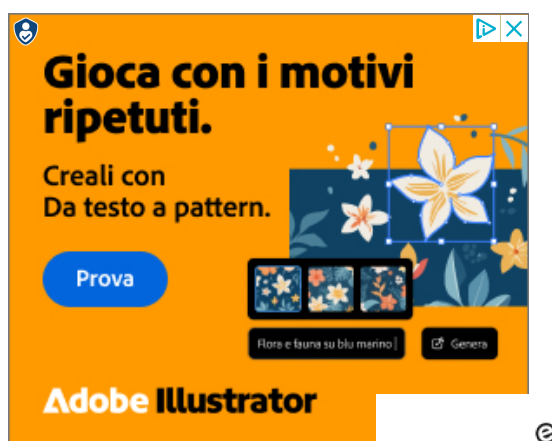 Gioca con i motivi
ripetuti.
Creali con
Da testo a pattern.
Prova
Flora e fauna su blu marino
Genera
Adobe Illustrator
e